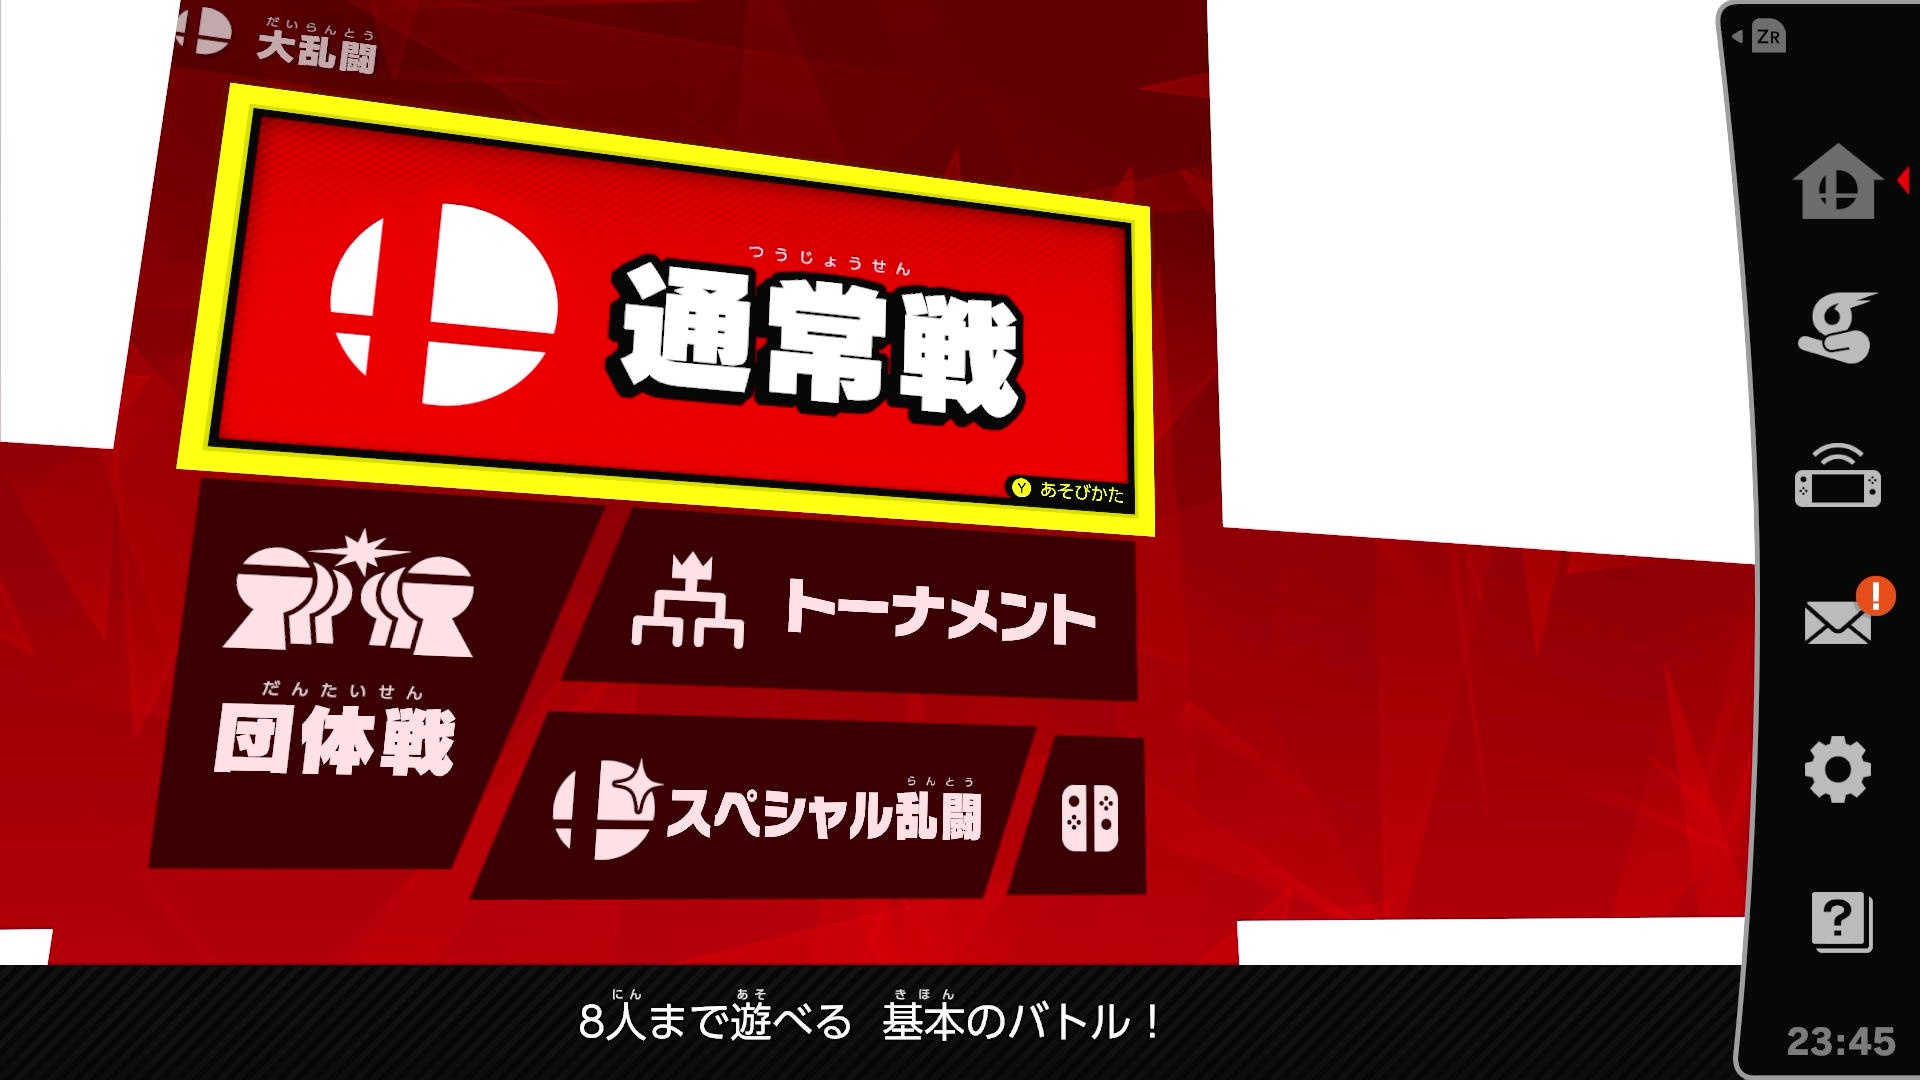 だいらんとう
大乱闘
ZR
つうじょうせん
通常戦
Y あそびかた
だんたいせん
団体戦
トーナメント
らんとう
スペシャル乱闘
!
?
にん あそ きほん
8人まで遊べる 基本のバトル！
23:45